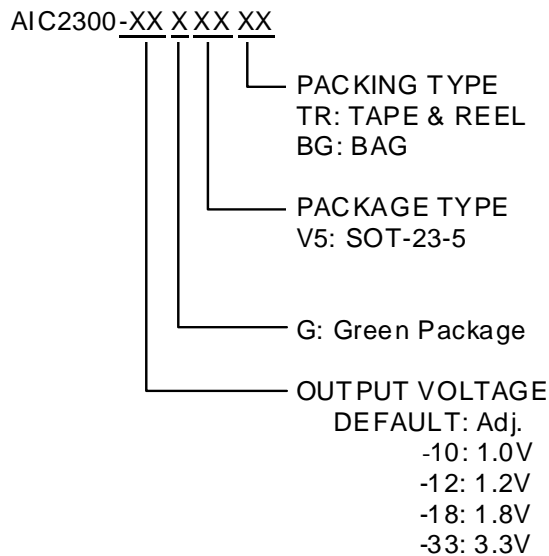 AIC2300-XX X XX XX
PACKING TYPE
TR: TAPE & REEL
BG: BAG
PACKAGE TYPE
V5: SOT-23-5
G: Green Package
OUTPUT VOLTAGE
DEFAULT: Adj.
-10: 1.0V
-12: 1.2V
-18: 1.8V
-33: 3.3V